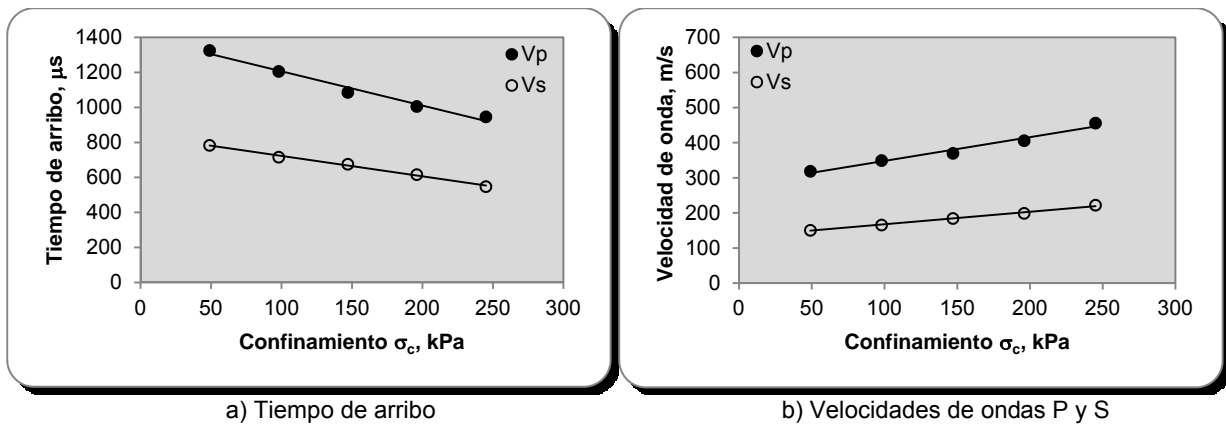 1400
1200
1000
800
600
400
200
0
Tiempo de arribo, μs
Vp
Vs
0 50 100 150 200 250 300
Confinamiento σc, kPa
a) Tiempo de arribo
700
600
500
400
300
200
100
0
Velocidad de onda, m/s
Vp
Vs
0 50 100 150 200 250 300
Confinamiento σc, kPa
b) Velocidades de ondas P y S